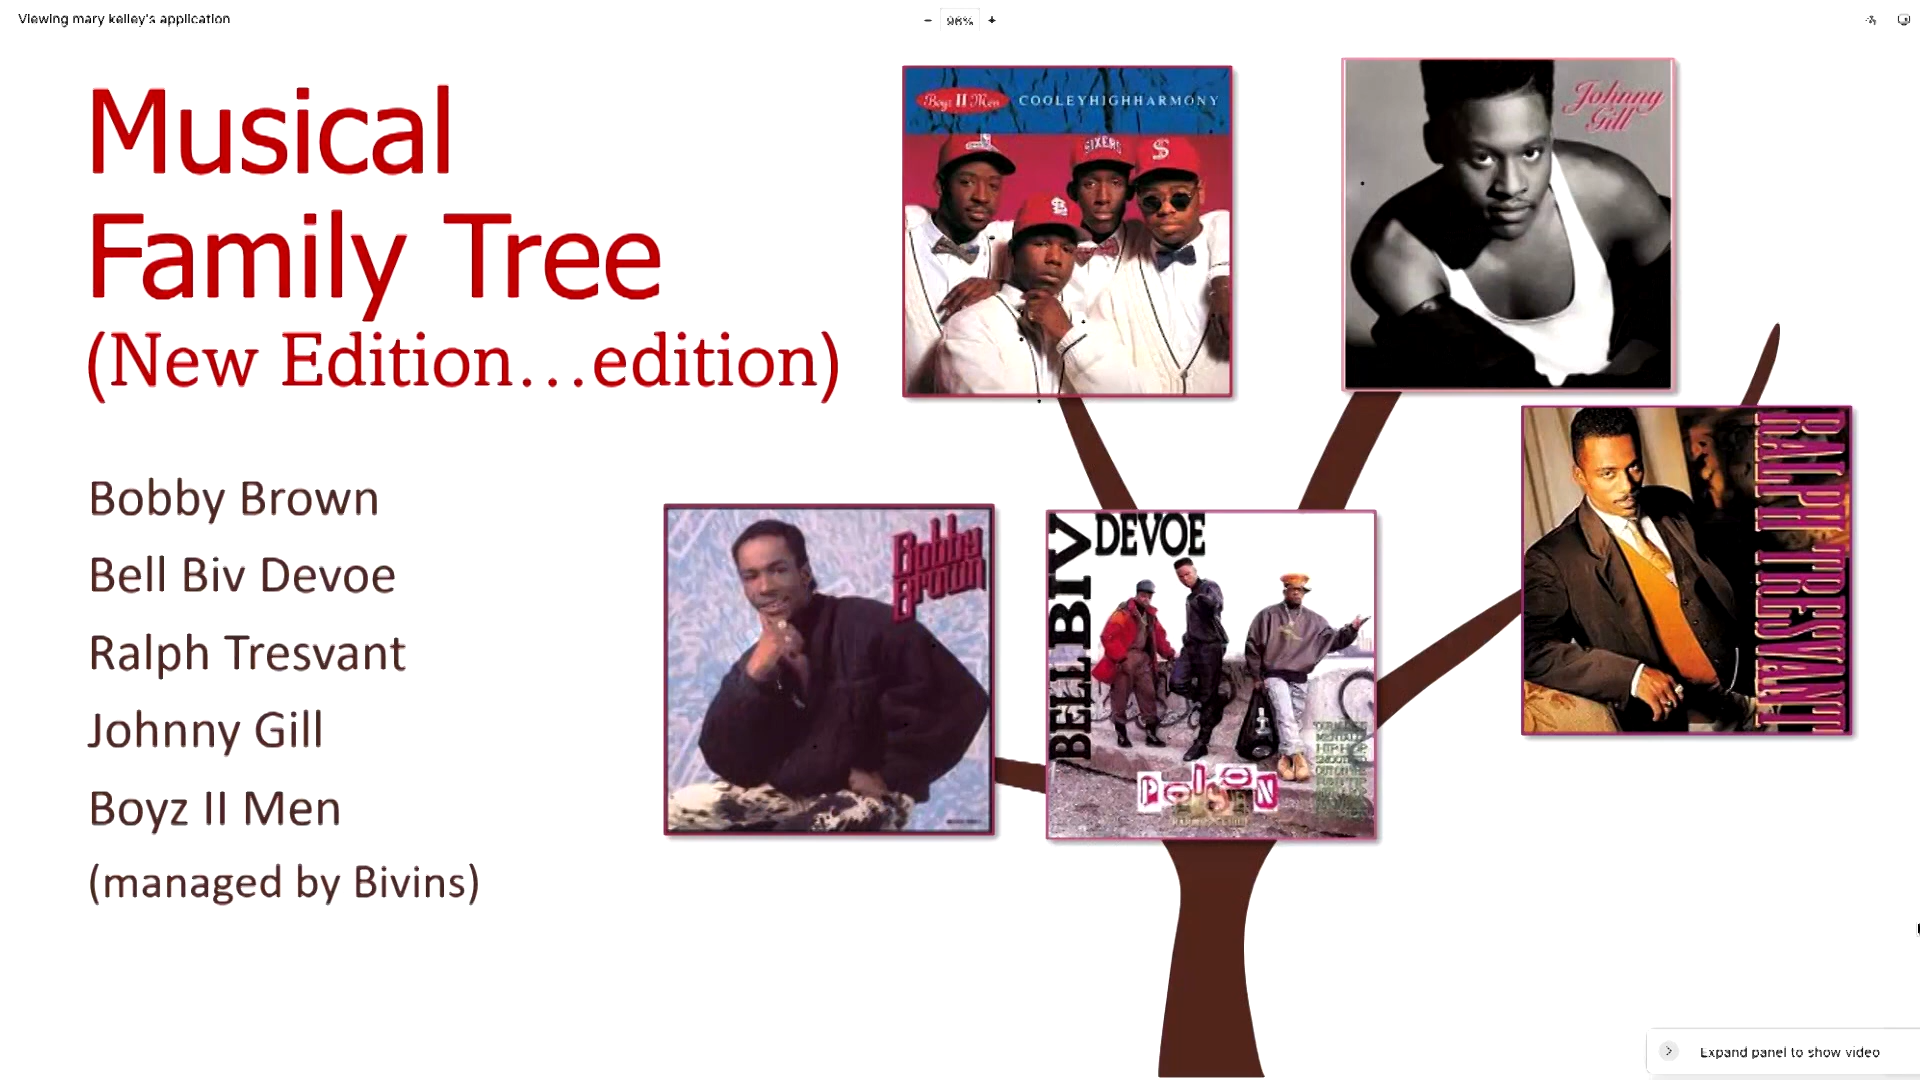 Viewing mary kelley's application
− 96% +
Musical
Family Tree
(New Edition...edition)
Bobby Brown
Bell Biv Devoe
Ralph Tresvant
Johnny Gill
Boyz II Men
(managed by Bivins)
Boyz II Men COOLEYHIGHHARMONY
SIXERS
Johnny
Gill
Bobby
Brown
BELL BIV
DEVOE
POISON
RALPH TRESVANT
Expand panel to show video